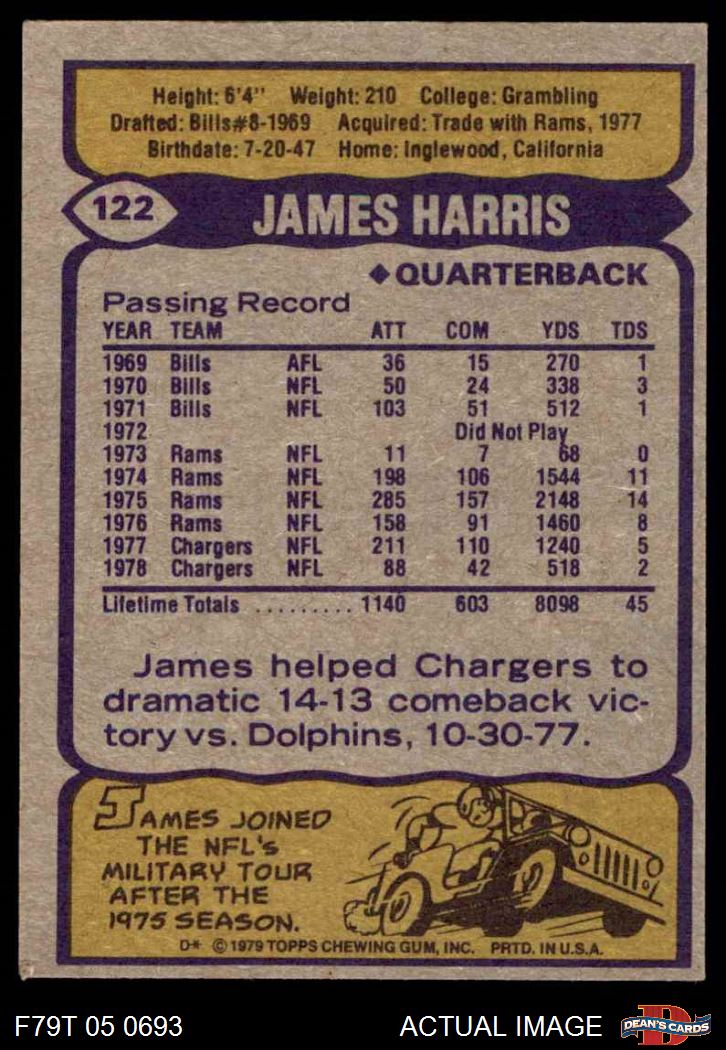 Height: 6'4" Weight: 210 College: Grambling
Drafted: Bills#8-1969 Acquired: Trade with Rams, 1977
Birthdate: 7-20-47 Home: Inglewood, California
122 JAMES HARRIS
◆QUARTERBACK
Passing Record
YEAR TEAM ATT COM YDS TDS
1969 Bills AFL 36 15 270 1
1970 Bills NFL 50 24 338 3
1971 Bills NFL 103 51 512 1
1972 Did Not Play
1973 Rams NFL 11 7 68 0
1974 Rams NFL 198 106 1544 11
1975 Rams NFL 285 157 2148 14
1976 Rams NFL 158 91 1460 8
1977 Chargers NFL 211 110 1240 5
1978 Chargers NFL 88 42 518 2
Lifetime Totals .......... 1140 603 8098 45
James helped Chargers to
dramatic 14-13 comeback vic-
tory vs. Dolphins, 10-30-77.
JAMES JOINED
THE NFL'S
MILITARY TOUR
AFTER THE
1975 SEASON.
D* © 1979 TOPPS CHEWING GUM, INC. PRTD. IN U.S.A.
F79T 05 0693 ACTUAL IMAGE D DEAN'S CARDS